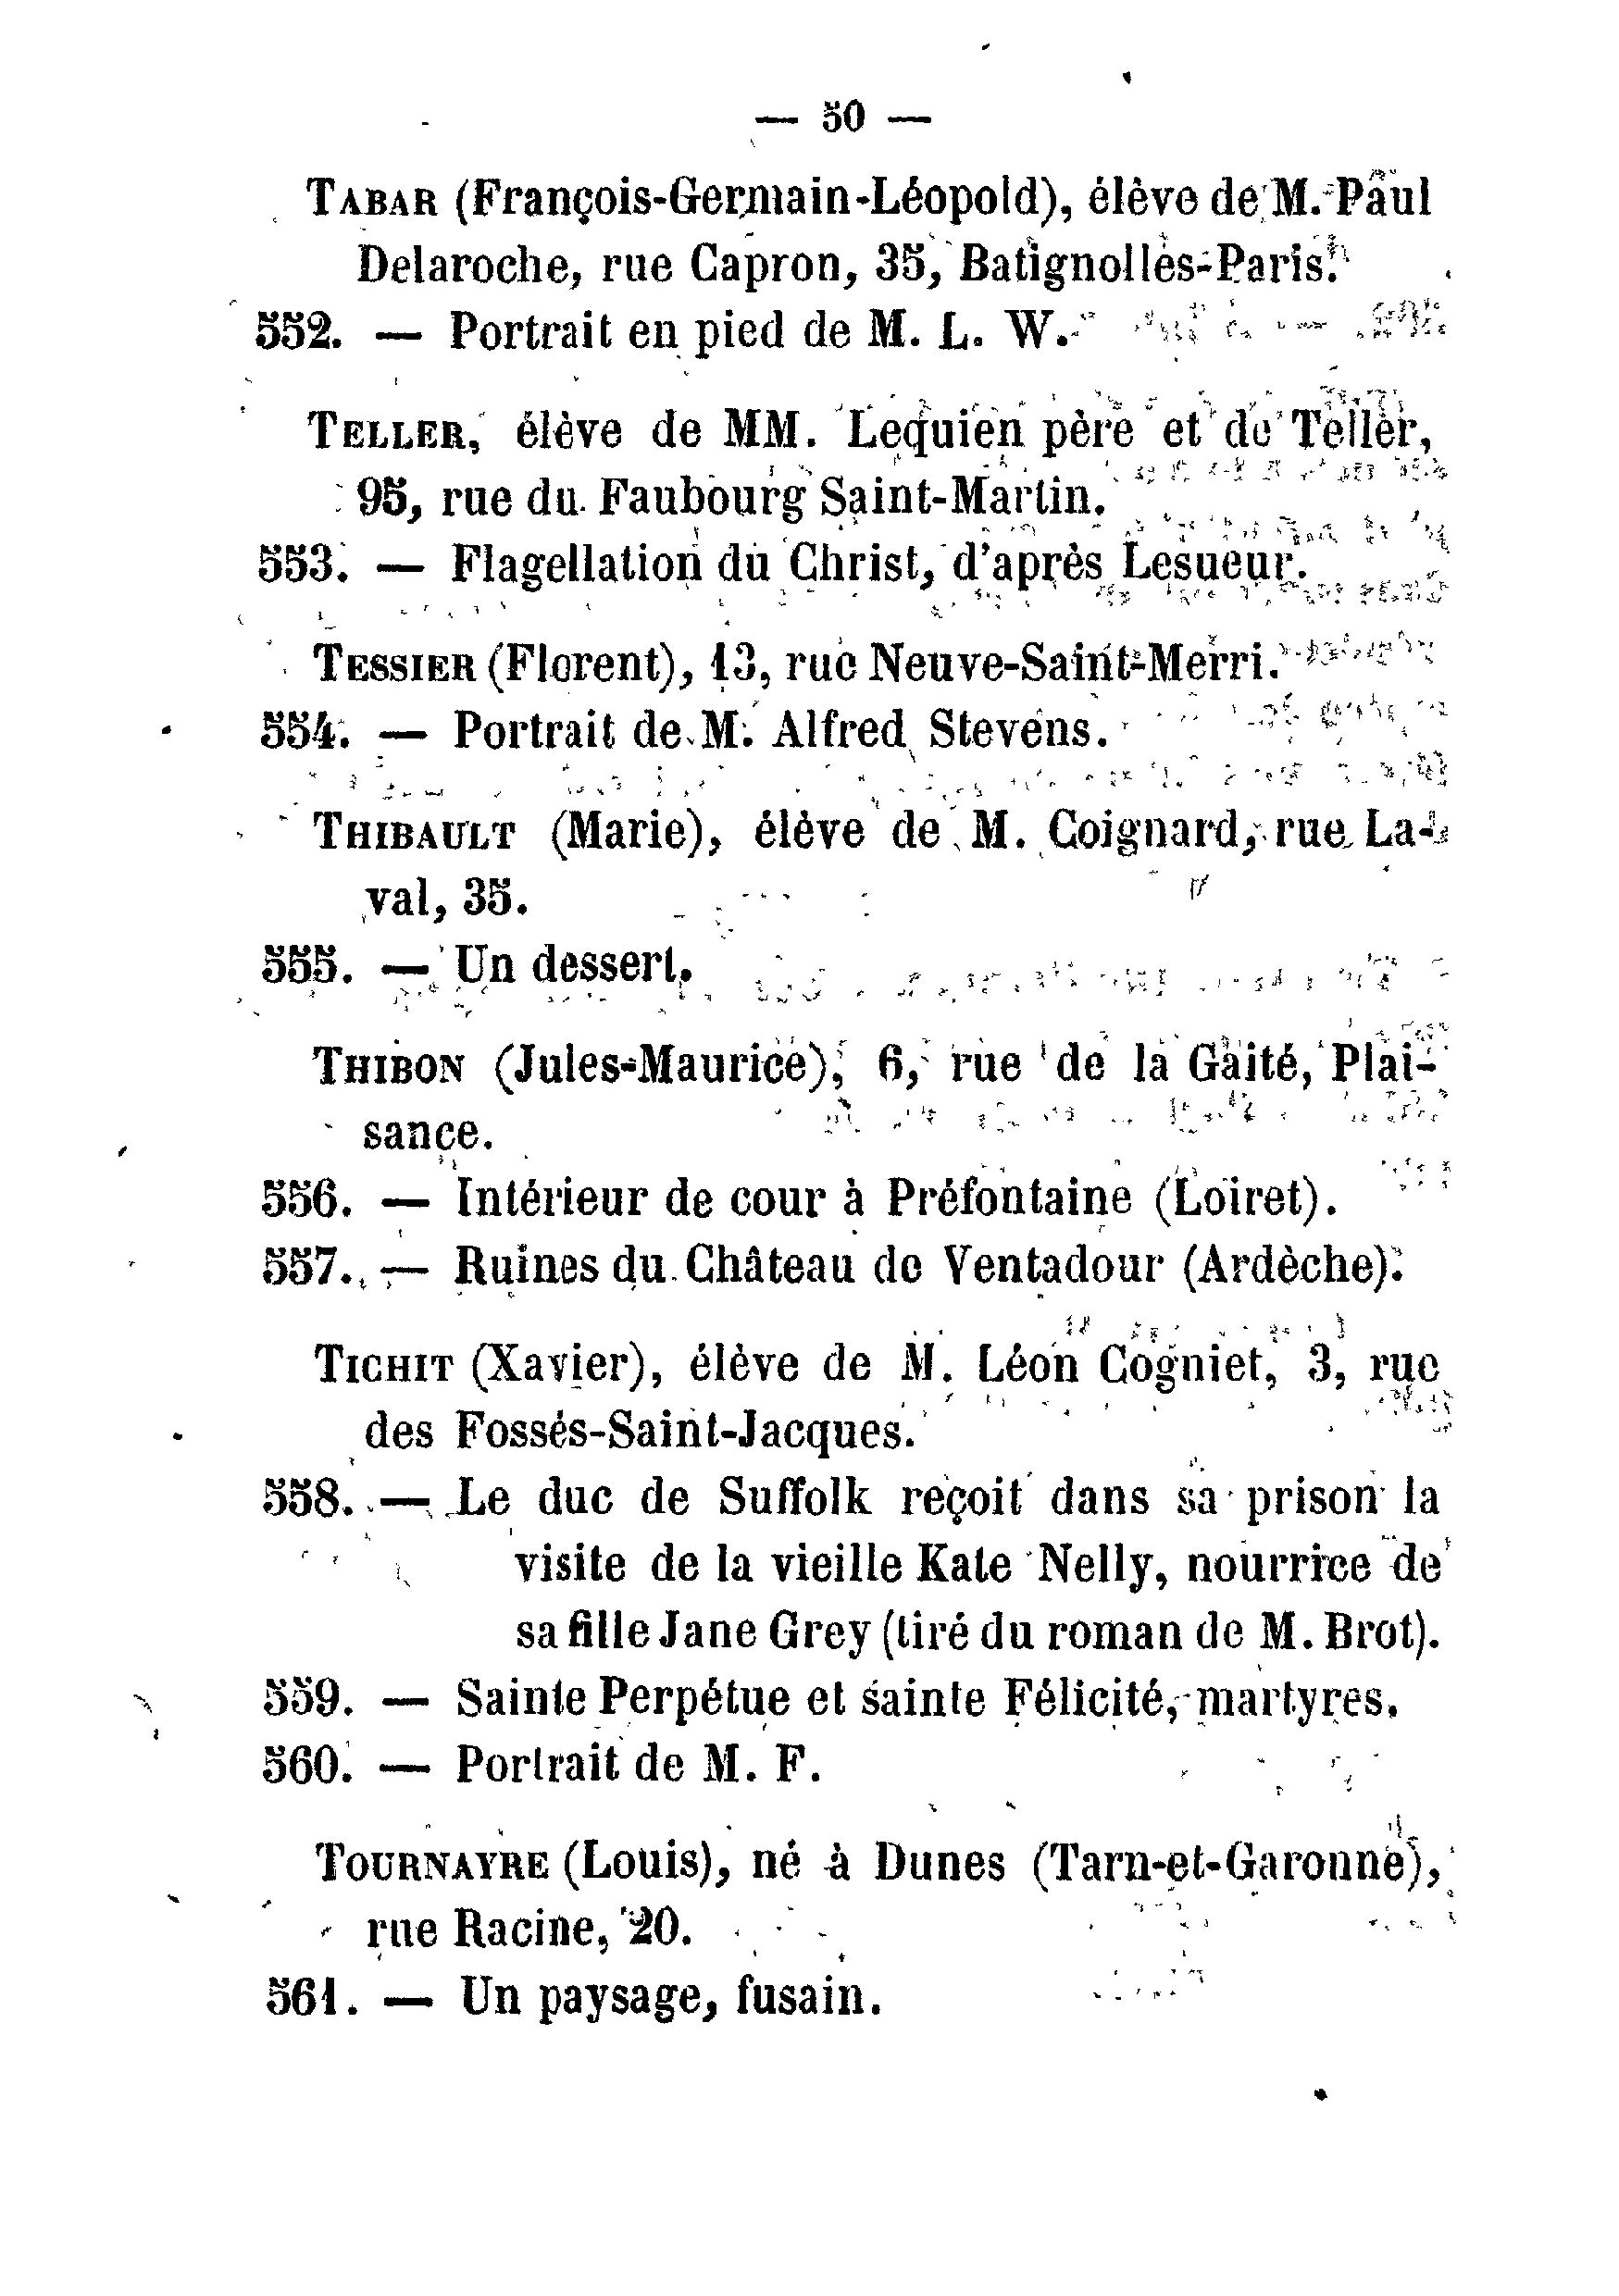 — 50 —
TABAR (François-Germain-Léopold), élève de M. Paul
Delaroche, rue Capron, 35, Batignolles-Paris.
552. — Portrait en pied de M. L. W.
TELLER, élève de MM. Lequien père et de Teller,
95, rue du Faubourg Saint-Martin.
553. — Flagellation du Christ, d'après Lesueur.
TESSIER (Florent), 13, rue Neuve-Saint-Merri.
554. — Portrait de M. Alfred Stevens.
THIBAULT (Marie), élève de M. Coignard, rue La-
val, 35.
555. — Un dessert.
THIBON (Jules-Maurice), 6, rue de la Gaité, Plai-
sance.
556. — Intérieur de cour à Préfontaine (Loiret).
557. — Ruines du Château de Ventadour (Ardèche).
TICHIT (Xavier), élève de M. Léon Cogniet, 3, rue
des Fossés-Saint-Jacques.
558. — Le duc de Suffolk reçoit dans sa prison la
visite de la vieille Kate Nelly, nourrice de
sa fille Jane Grey (tiré du roman de M. Brot).
559. — Sainte Perpétue et sainte Félicité, martyres.
560. — Portrait de M. F.
TOURNAYRE (Louis), né à Dunes (Tarn-et-Garonne),
rue Racine, 20.
561. — Un paysage, fusain.